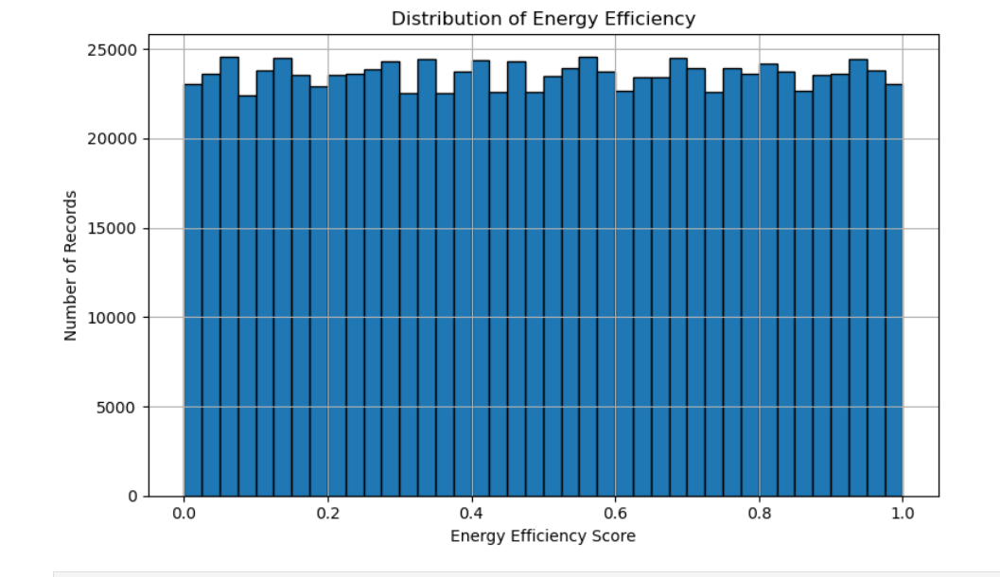 Distribution of Energy Efficiency
25000
20000
15000
10000
5000
0
Number of Records
0.0 0.2 0.4 0.6 0.8 1.0
Energy Efficiency Score